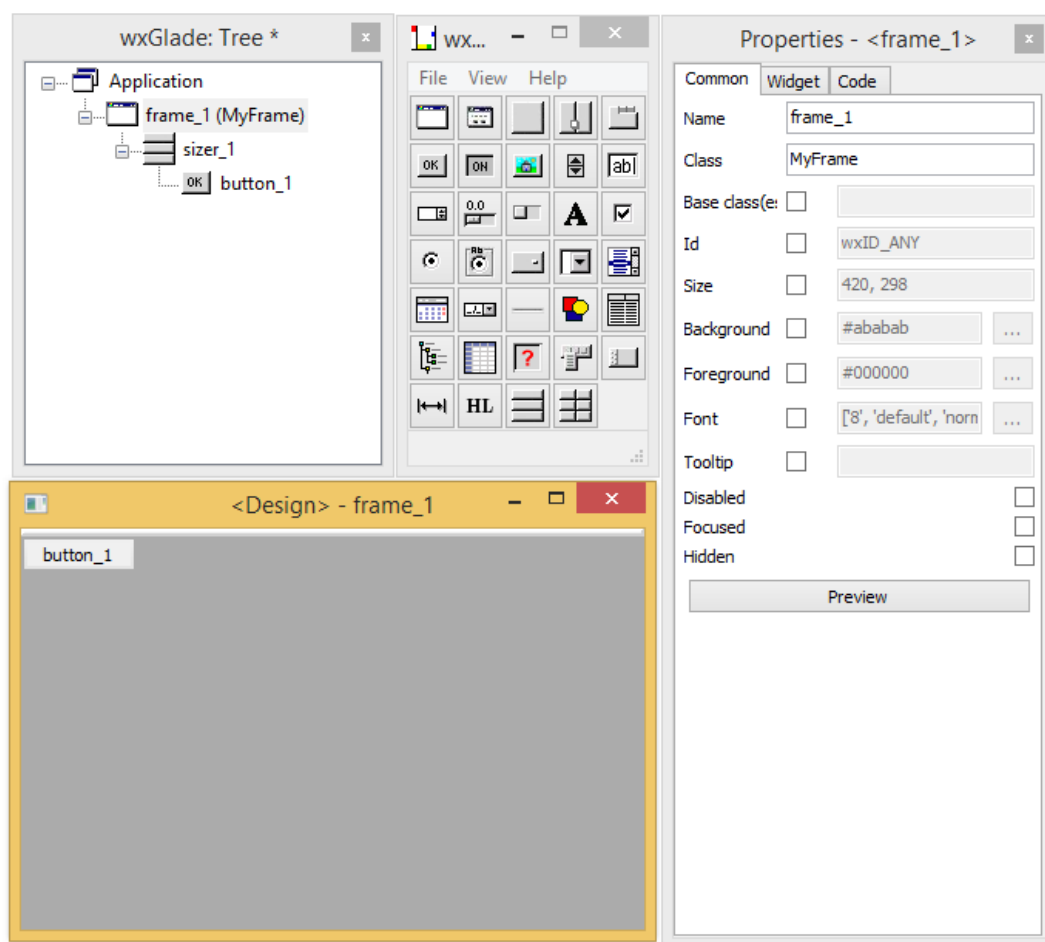 wxGlade: Tree *
x
Application
frame_1 (MyFrame)
sizer_1
OK button_1
wx...
File View Help
OK ON ab|
0.0
A
Ab
?
HL
<Design> - frame_1
button_1
Properties - <frame_1>
x
Common Widget Code
Name frame_1
Class MyFrame
Base class(e:
Id wxID_ANY
Size 420, 298
Background #ababab ...
Foreground #000000 ...
Font ['8', 'default', 'norn ...
Tooltip
Disabled
Focused
Hidden
Preview